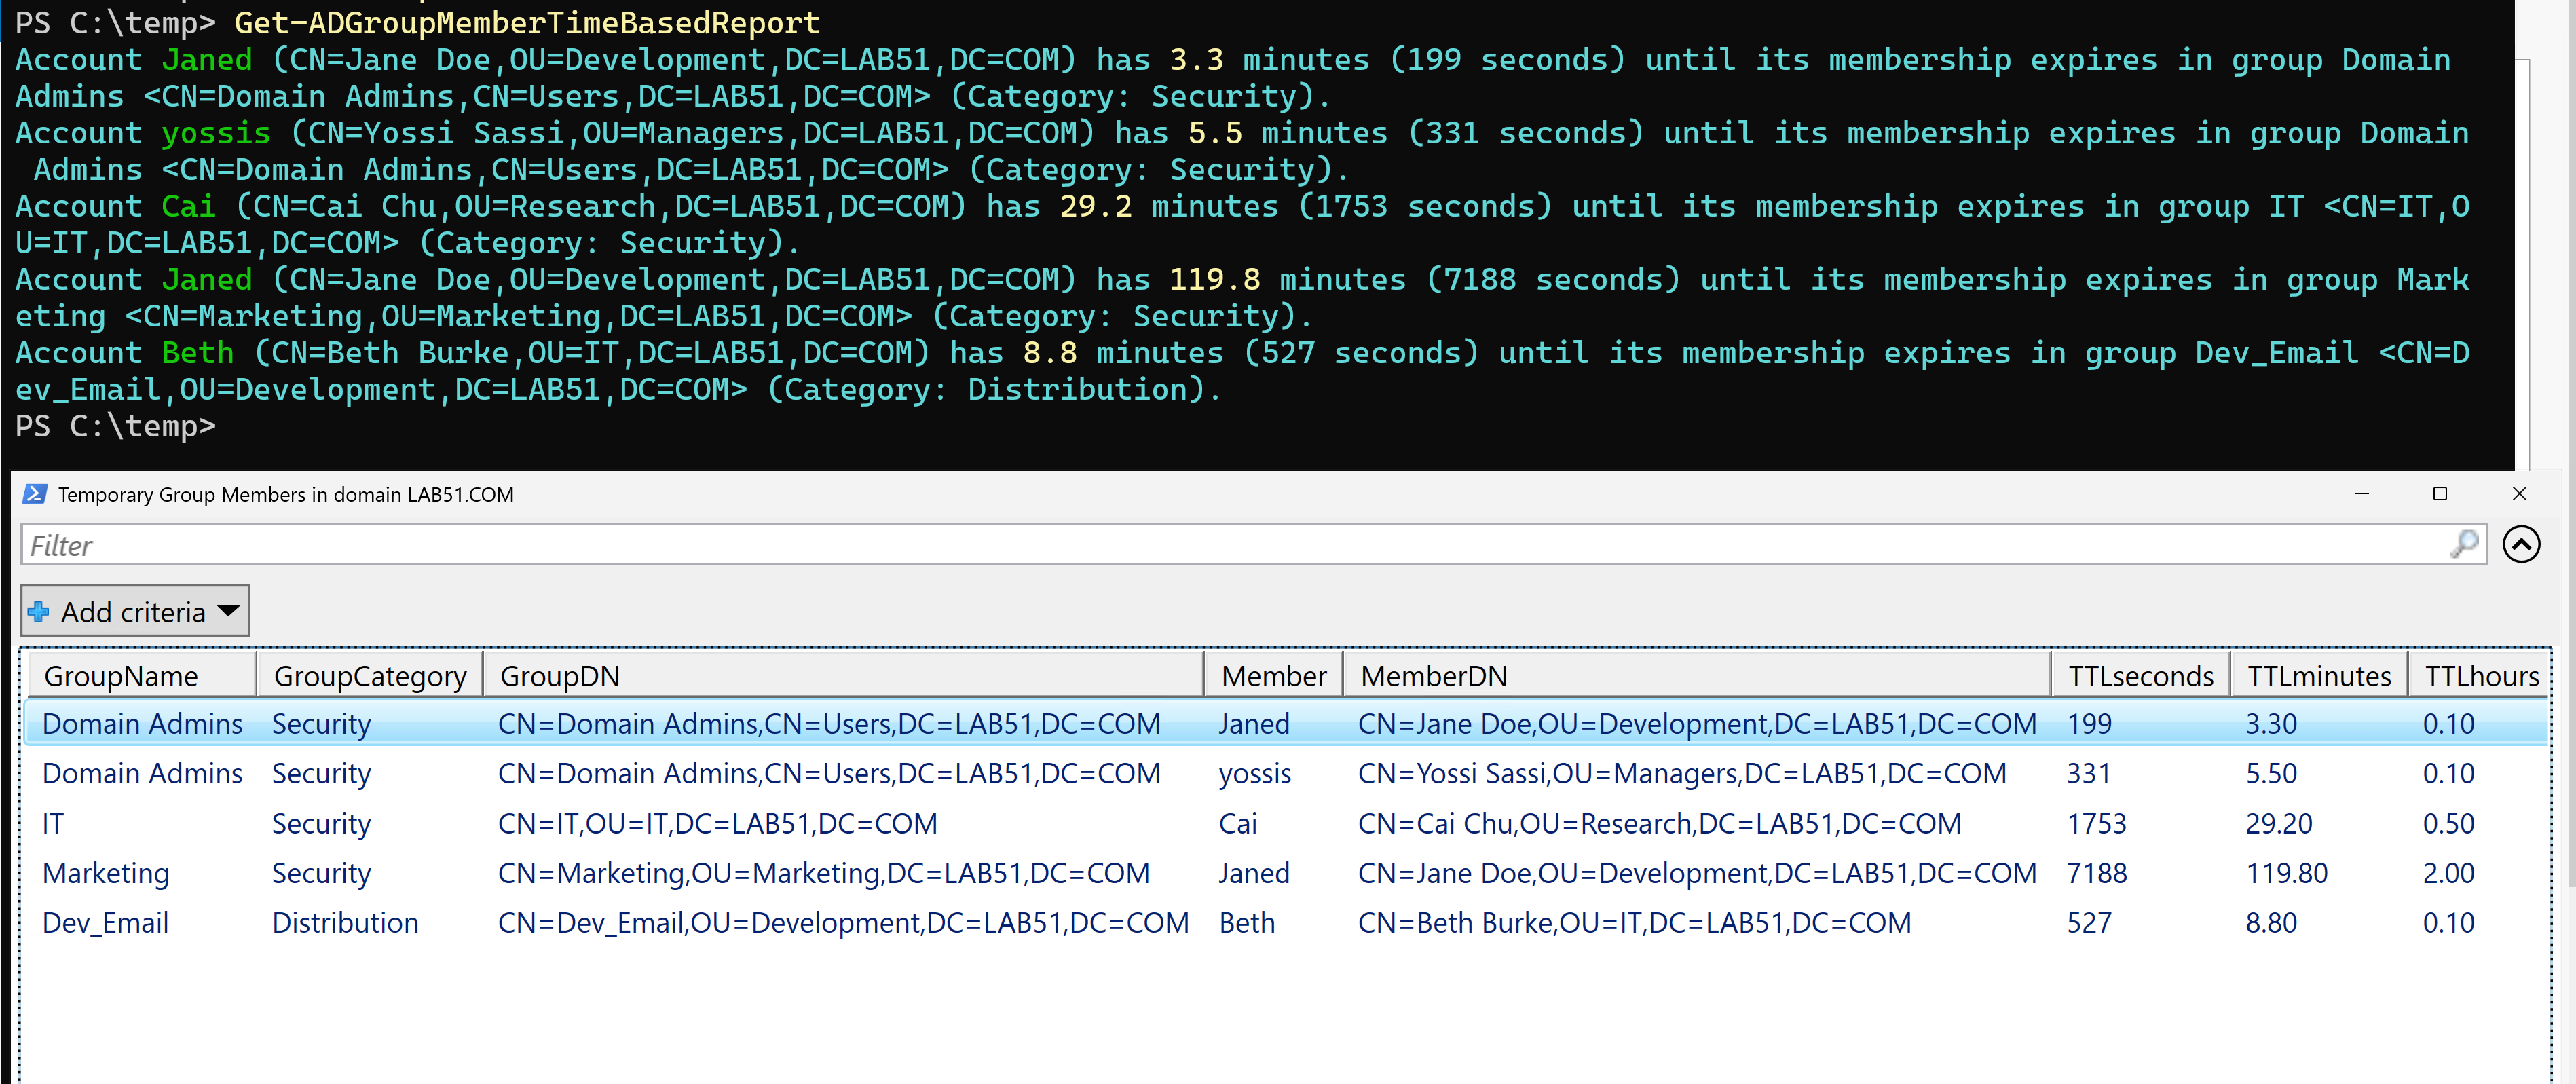 PS C:\temp> Get-ADGroupMemberTimeBasedReport
Account Janed (CN=Jane Doe,OU=Development,DC=LAB51,DC=COM) has 3.3 minutes (199 seconds) until its membership expires in group Domain
Admins <CN=Domain Admins,CN=Users,DC=LAB51,DC=COM> (Category: Security).
Account yossis (CN=Yossi Sassi,OU=Managers,DC=LAB51,DC=COM) has 5.5 minutes (331 seconds) until its membership expires in group Domain
 Admins <CN=Domain Admins,CN=Users,DC=LAB51,DC=COM> (Category: Security).
Account Cai (CN=Cai Chu,OU=Research,DC=LAB51,DC=COM) has 29.2 minutes (1753 seconds) until its membership expires in group IT <CN=IT,O
U=IT,DC=LAB51,DC=COM> (Category: Security).
Account Janed (CN=Jane Doe,OU=Development,DC=LAB51,DC=COM) has 119.8 minutes (7188 seconds) until its membership expires in group Mark
eting <CN=Marketing,OU=Marketing,DC=LAB51,DC=COM> (Category: Security).
Account Beth (CN=Beth Burke,OU=IT,DC=LAB51,DC=COM) has 8.8 minutes (527 seconds) until its membership expires in group Dev_Email <CN=D
ev_Email,OU=Development,DC=LAB51,DC=COM> (Category: Distribution).
PS C:\temp>
Temporary Group Members in domain LAB51.COM
Filter
Add criteria
GroupName GroupCategory GroupDN Member MemberDN TTLseconds TTLminutes TTLhours
Domain Admins Security CN=Domain Admins,CN=Users,DC=LAB51,DC=COM Janed CN=Jane Doe,OU=Development,DC=LAB51,DC=COM 199 3.30 0.10
Domain Admins Security CN=Domain Admins,CN=Users,DC=LAB51,DC=COM yossis CN=Yossi Sassi,OU=Managers,DC=LAB51,DC=COM 331 5.50 0.10
IT Security CN=IT,OU=IT,DC=LAB51,DC=COM Cai CN=Cai Chu,OU=Research,DC=LAB51,DC=COM 1753 29.20 0.50
Marketing Security CN=Marketing,OU=Marketing,DC=LAB51,DC=COM Janed CN=Jane Doe,OU=Development,DC=LAB51,DC=COM 7188 119.80 2.00
Dev_Email Distribution CN=Dev_Email,OU=Development,DC=LAB51,DC=COM Beth CN=Beth Burke,OU=IT,DC=LAB51,DC=COM 527 8.80 0.10